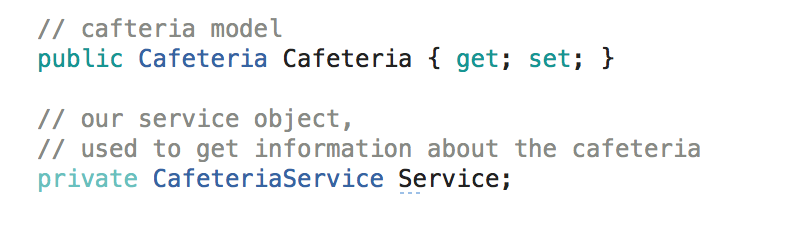 // cafteria model
public Cafeteria Cafeteria { get; set; }
// our service object,
// used to get information about the cafeteria
private CafeteriaService Service;